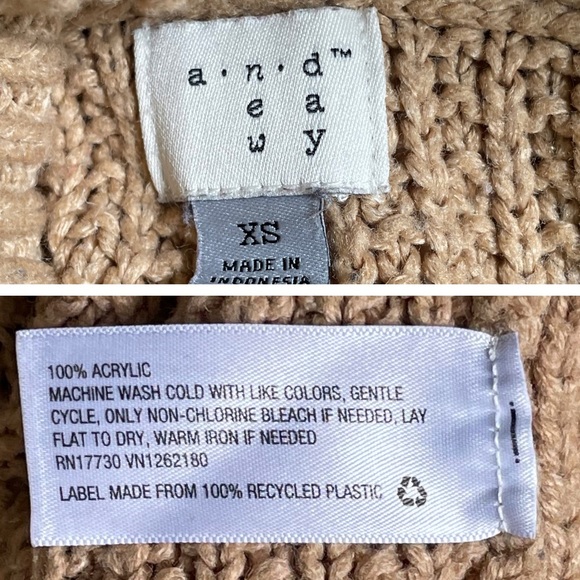 a · n · d™
e a
w y
XS
MADE IN
INDONESIA
100% ACRYLIC
MACHINE WASH COLD WITH LIKE COLORS, GENTLE
CYCLE, ONLY NON-CHLORINE BLEACH IF NEEDED, LAY
FLAT TO DRY, WARM IRON IF NEEDED
RN17730 VN1262180
LABEL MADE FROM 100% RECYCLED PLASTIC